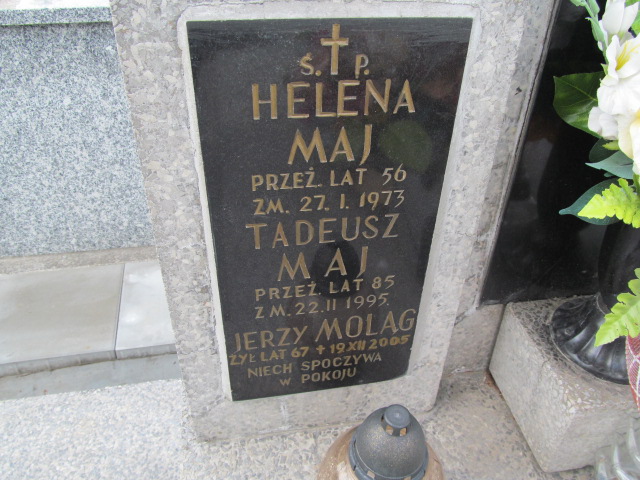 Ś. P.
HELENA
MAJ
PRZEŻ. LAT 56
ZM. 27. I. 1973
TADEUSZ
MAJ
PRZEŻ. LAT 85
ZM. 22. II 1995.
JERZY MOLAG
ŻYŁ LAT 67 + 19 XII 2005
NIECH SPOCZYWA
W POKOJU